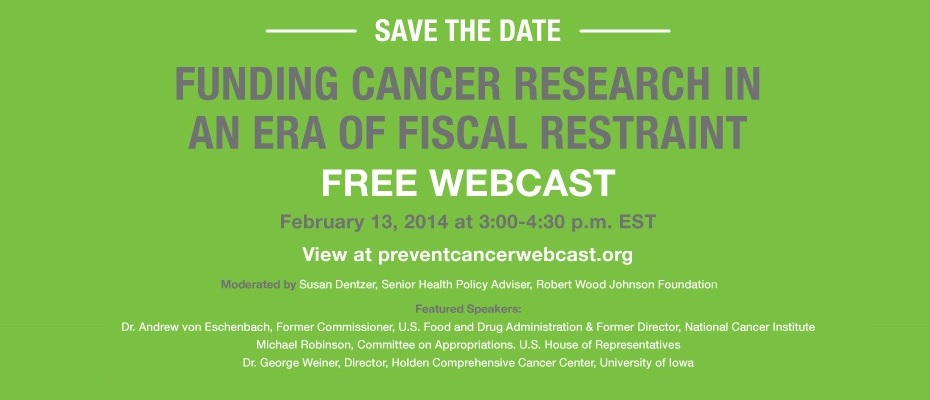 SAVE THE DATE
FUNDING CANCER RESEARCH IN
AN ERA OF FISCAL RESTRAINT
FREE WEBCAST
February 13, 2014 at 3:00-4:30 p.m. EST
View at preventcancerwebcast.org
Moderated by Susan Dentzer, Senior Health Policy Adviser, Robert Wood Johnson Foundation
Featured Speakers:
Dr. Andrew von Eschenbach, Former Commissioner, U.S. Food and Drug Administration & Former Director, National Cancer Institute
Michael Robinson, Committee on Appropriations. U.S. House of Representatives
Dr. George Weiner, Director, Holden Comprehensive Cancer Center, University of Iowa